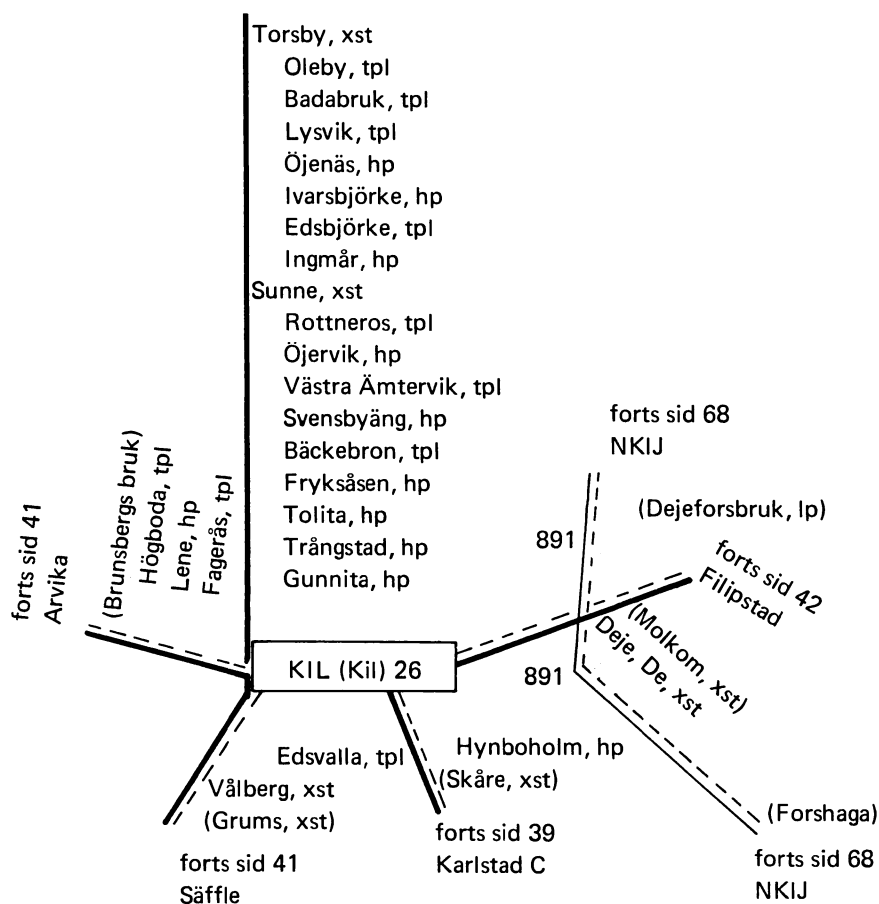 Torsby, xst
Oleby, tpl
Badabruk, tpl
Lysvik, tpl
Öjenäs, hp
Ivarsbjörke, hp
Edsbjörke, tpl
Ingmår, hp
Sunne, xst
Rottneros, tpl
Öjervik, hp
Västra Ämtervik, tpl
Svensbyäng, hp
Bäckebron, tpl
Fryksåsen, hp
Tolita, hp
Trångstad, hp
Gunnita, hp
forts sid 41
Arvika
(Brunsbergs bruk)
Högboda, tpl
Lene, hp
Fagerås, tpl
KIL (Kil) 26
forts sid 68
NKIJ
891
(Dejeforsbruk, lp)
forts sid 42
Filipstad
(Molkom, xst)
Deje, De, xst
891
Edsvalla, tpl
Vålberg, xst
(Grums, xst)
forts sid 41
Säffle
Hynboholm, hp
(Skåre, xst)
forts sid 39
Karlstad C
(Forshaga)
forts sid 68
NKIJ